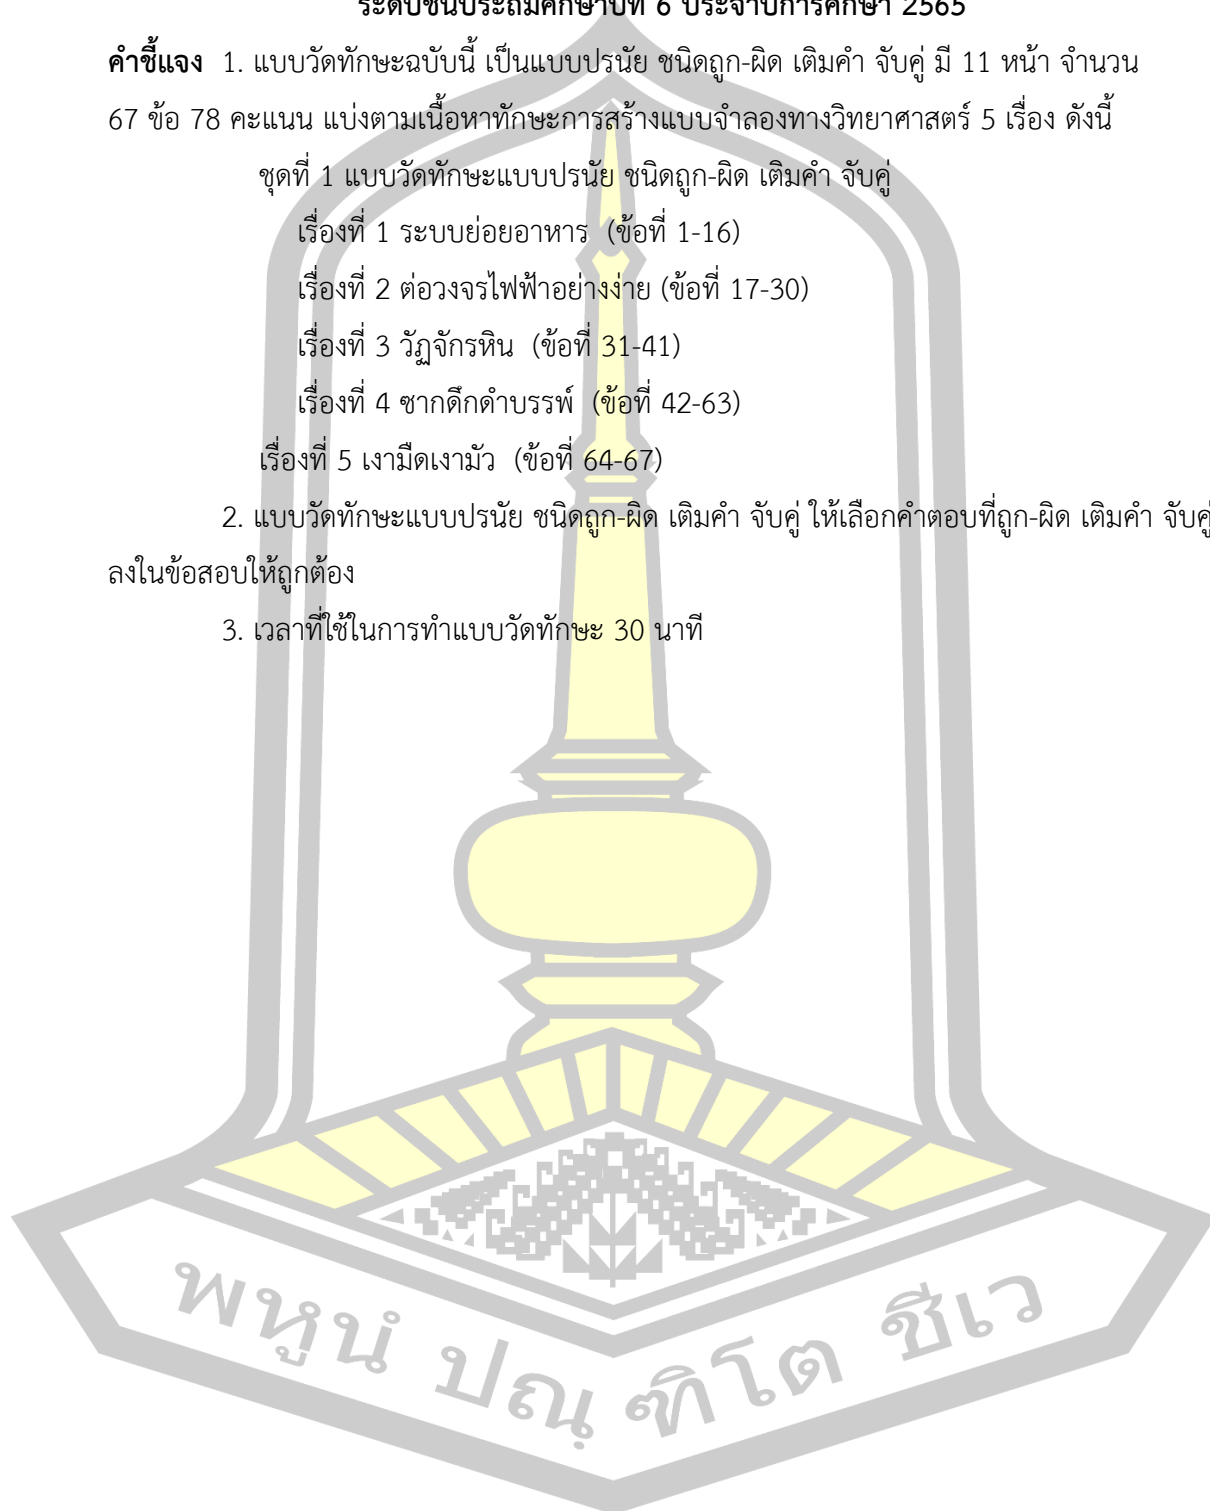 ระดับชั้นประถมศึกษาปีที่ 6 ประจำปีการศึกษา 2565
คำชี้แจง 1. แบบวัดทักษะฉบับนี้ เป็นแบบปรนัย ชนิดถูก-ผิด เติมคำ จับคู่ มี 11 หน้า จำนวน
67 ข้อ 78 คะแนน แบ่งตามเนื้อหาทักษะการสร้างแบบจำลองทางวิทยาศาสตร์ 5 เรื่อง ดังนี้
ชุดที่ 1 แบบวัดทักษะแบบปรนัย ชนิดถูก-ผิด เติมคำ จับคู่
เรื่องที่ 1 ระบบย่อยอาหาร (ข้อที่ 1-16)
เรื่องที่ 2 ต่อวงจรไฟฟ้าอย่างง่าย (ข้อที่ 17-30)
เรื่องที่ 3 วัฏจักรหิน (ข้อที่ 31-41)
เรื่องที่ 4 ซากดึกดำบรรพ์ (ข้อที่ 42-63)
เรื่องที่ 5 เงามืดเงามัว (ข้อที่ 64-67)
2. แบบวัดทักษะแบบปรนัย ชนิดถูก-ผิด เติมคำ จับคู่ ให้เลือกคำตอบที่ถูก-ผิด เติมคำ จับคู่
ลงในข้อสอบให้ถูกต้อง
3. เวลาที่ใช้ในการทำแบบวัดทักษะ 30 นาที
พหูนํ ปณฺฑิโต ชีเว